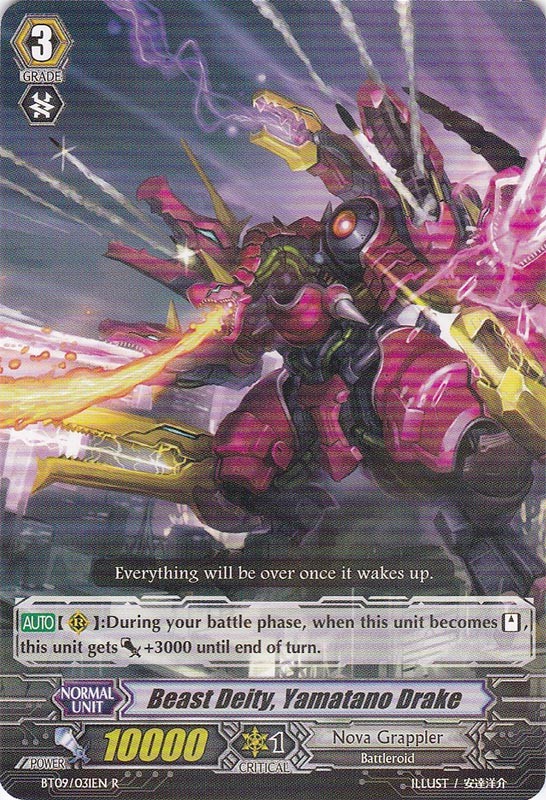 3
GRADE
Everything will be over once it wakes up.
AUTO【 R 】:During your battle phase, when this unit becomes ,
this unit gets +3000 until end of turn.
NORMAL
UNIT
Beast Deity, Yamatano Drake
POWER 10000 1 CRITICAL
Nova Grappler
Battleroid
BT09/031EN R ILLUST / 安達洋介